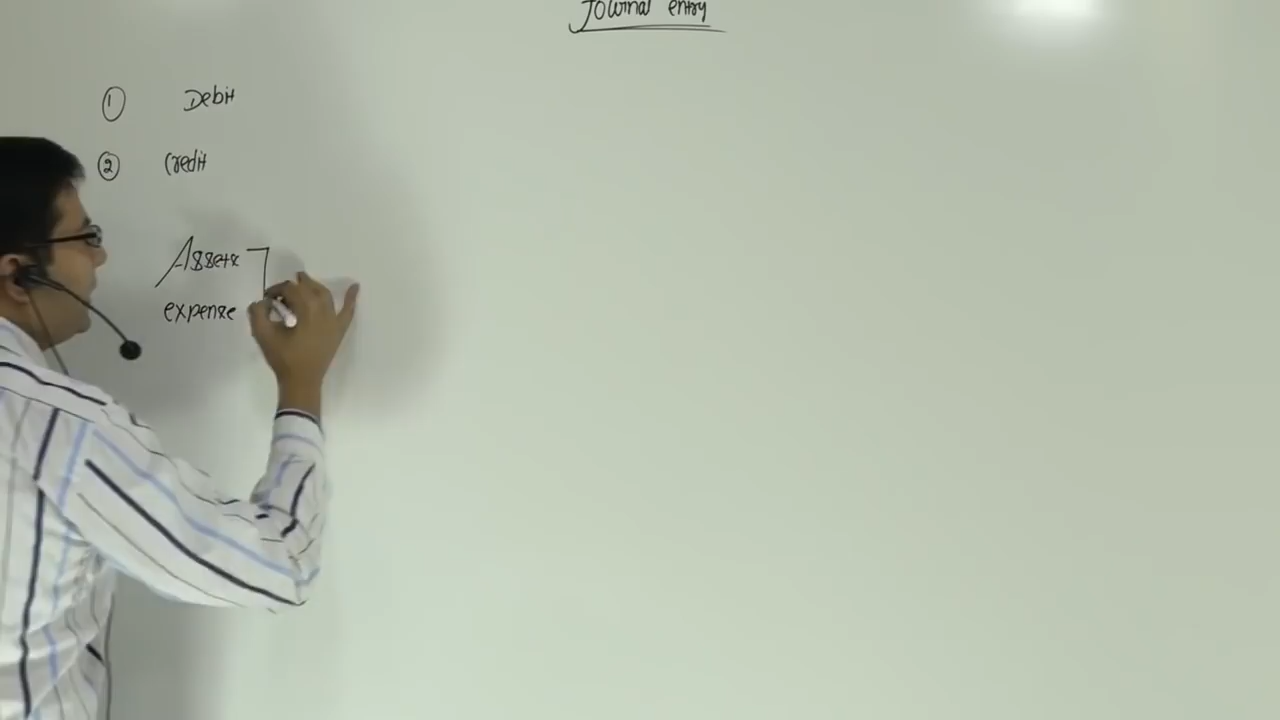 Journal entry
① Debit
② Credit
Assets
expense